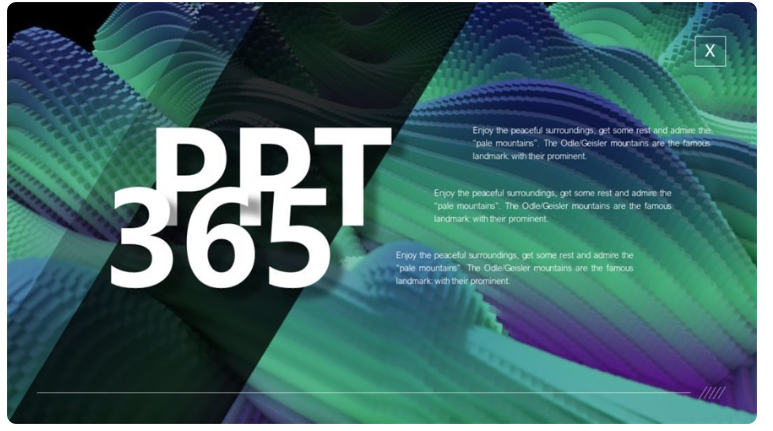 X
PPT
365
Enjoy the peaceful surroundings, get some rest and admire the
“pale mountains”. The Odle/Geisler mountains are the famous
landmark: with their prominent.
Enjoy the peaceful surroundings, get some rest and admire the
“pale mountains”. The Odle/Geisler mountains are the famous
landmark: with their prominent.
Enjoy the peaceful surroundings, get some rest and admire the
“pale mountains”. The Odle/Geisler mountains are the famous
landmark: with their prominent.